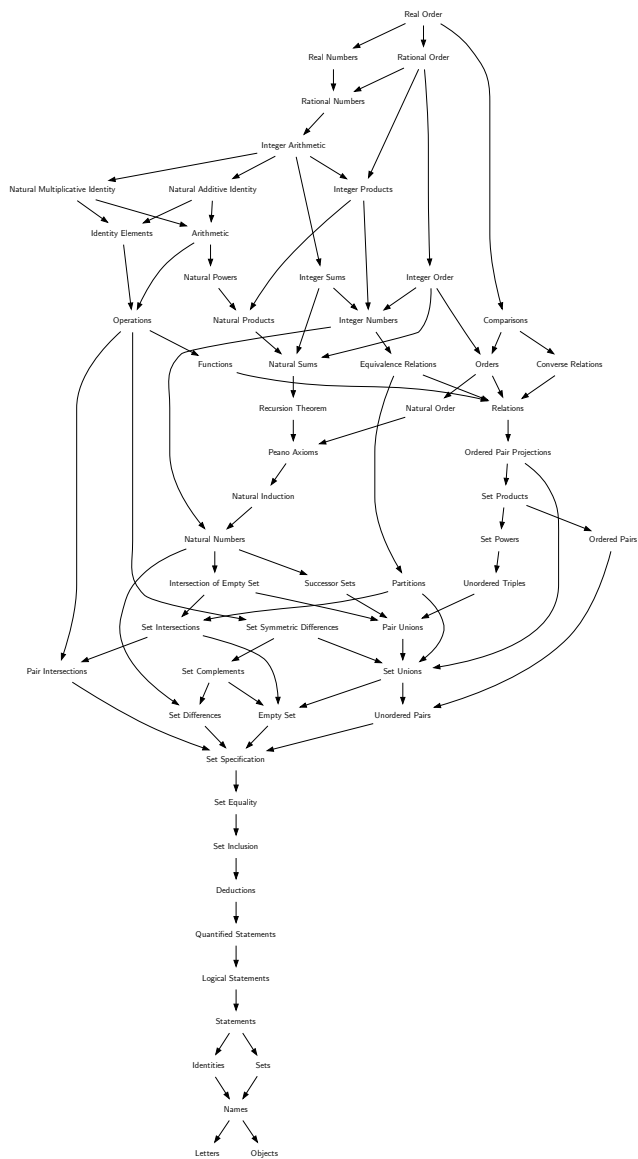 Real Order
Real Numbers
Rational Order
Rational Numbers
Integer Arithmetic
Natural Multiplicative Identity
Natural Additive Identity
Integer Products
Identity Elements
Arithmetic
Natural Powers
Integer Sums
Integer Order
Operations
Natural Products
Integer Numbers
Comparisons
Functions
Natural Sums
Equivalence Relations
Orders
Converse Relations
Recursion Theorem
Natural Order
Relations
Peano Axioms
Ordered Pair Projections
Natural Induction
Set Products
Natural Numbers
Set Powers
Ordered Pairs
Intersection of Empty Set
Successor Sets
Partitions
Unordered Triples
Set Intersections
Set Symmetric Differences
Pair Unions
Pair Intersections
Set Complements
Set Unions
Set Differences
Empty Set
Unordered Pairs
Set Specification
Set Equality
Set Inclusion
Deductions
Quantified Statements
Logical Statements
Statements
Identities
Sets
Names
Letters
Objects